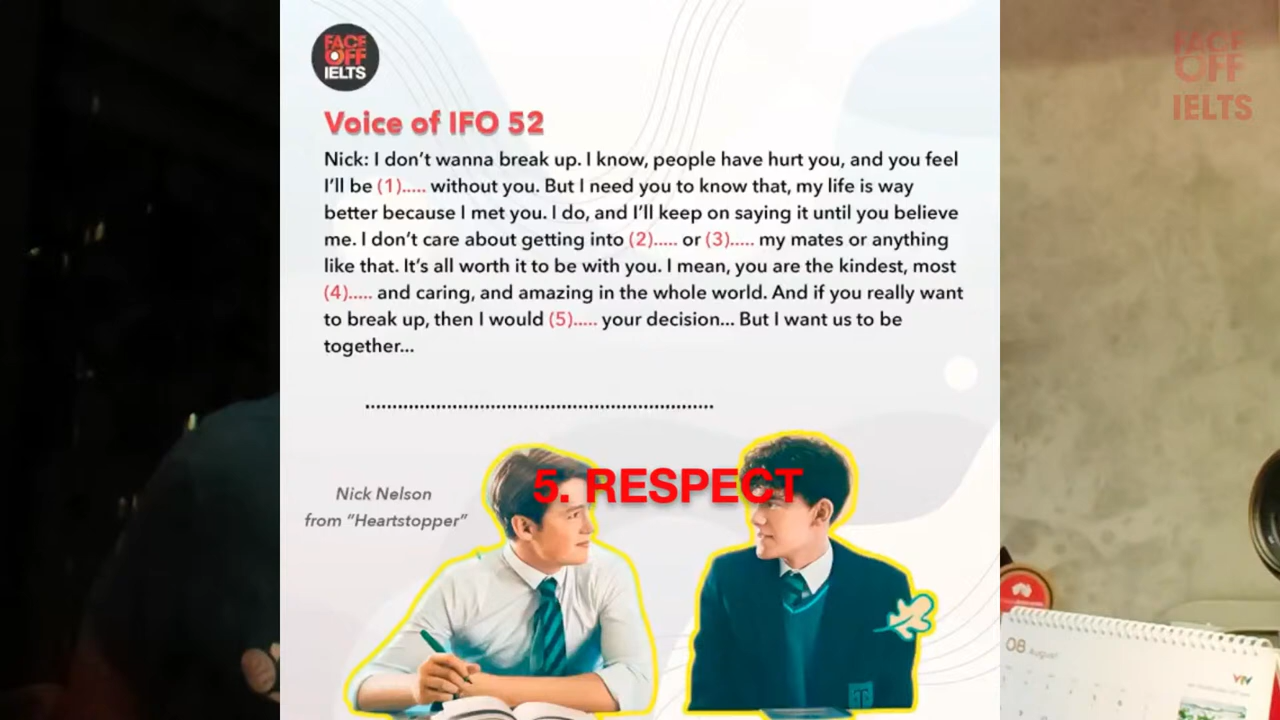 FACE
OFF
IELTS
FACE
OFF
IELTS
Voice of IFO 52
Nick: I don't wanna break up. I know, people have hurt you, and you feel
I'll be (1)..... without you. But I need you to know that, my life is way
better because I met you. I do, and I'll keep on saying it until you believe
me. I don't care about getting into (2)..... or (3)..... my mates or anything
like that. It's all worth it to be with you. I mean, you are the kindest, most
(4)..... and caring, and amazing in the whole world. And if you really want
to break up, then I would (5)..... your decision... But I want us to be
together...
..................................................................
5. RESPECT
Nick Nelson
from "Heartstopper"
08 August
VTV